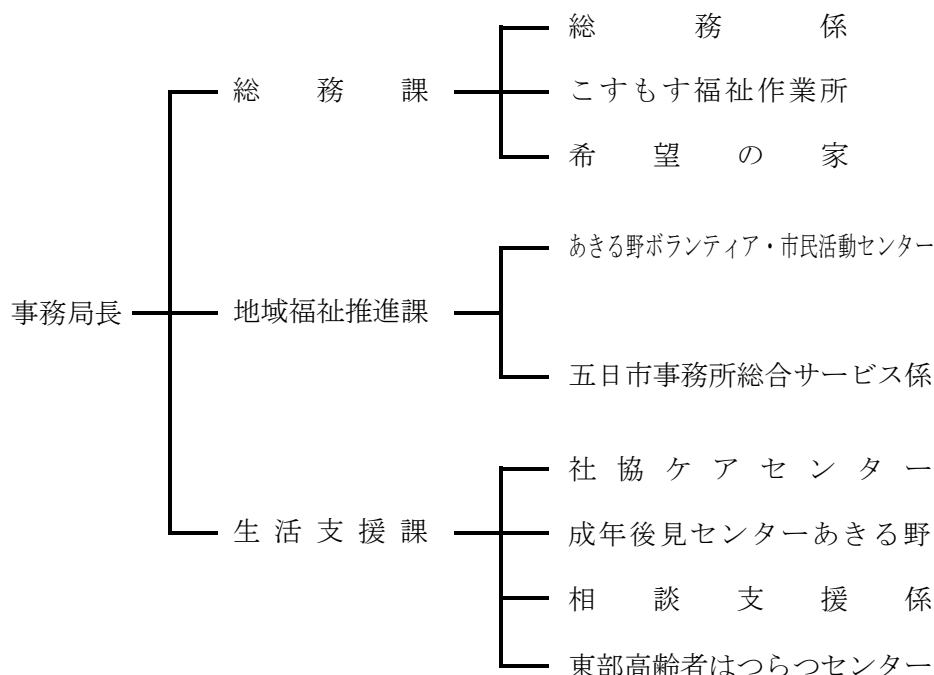 総務係
総務課
こすもす福祉作業所
希望の家
あきる野ボランティア・市民活動センター
事務局長
地域福祉推進課
五日市事務所総合サービス係
社協ケアセンター
生活支援課
成年後見センターあきる野
相談支援係
東部高齢者はつらつセンター